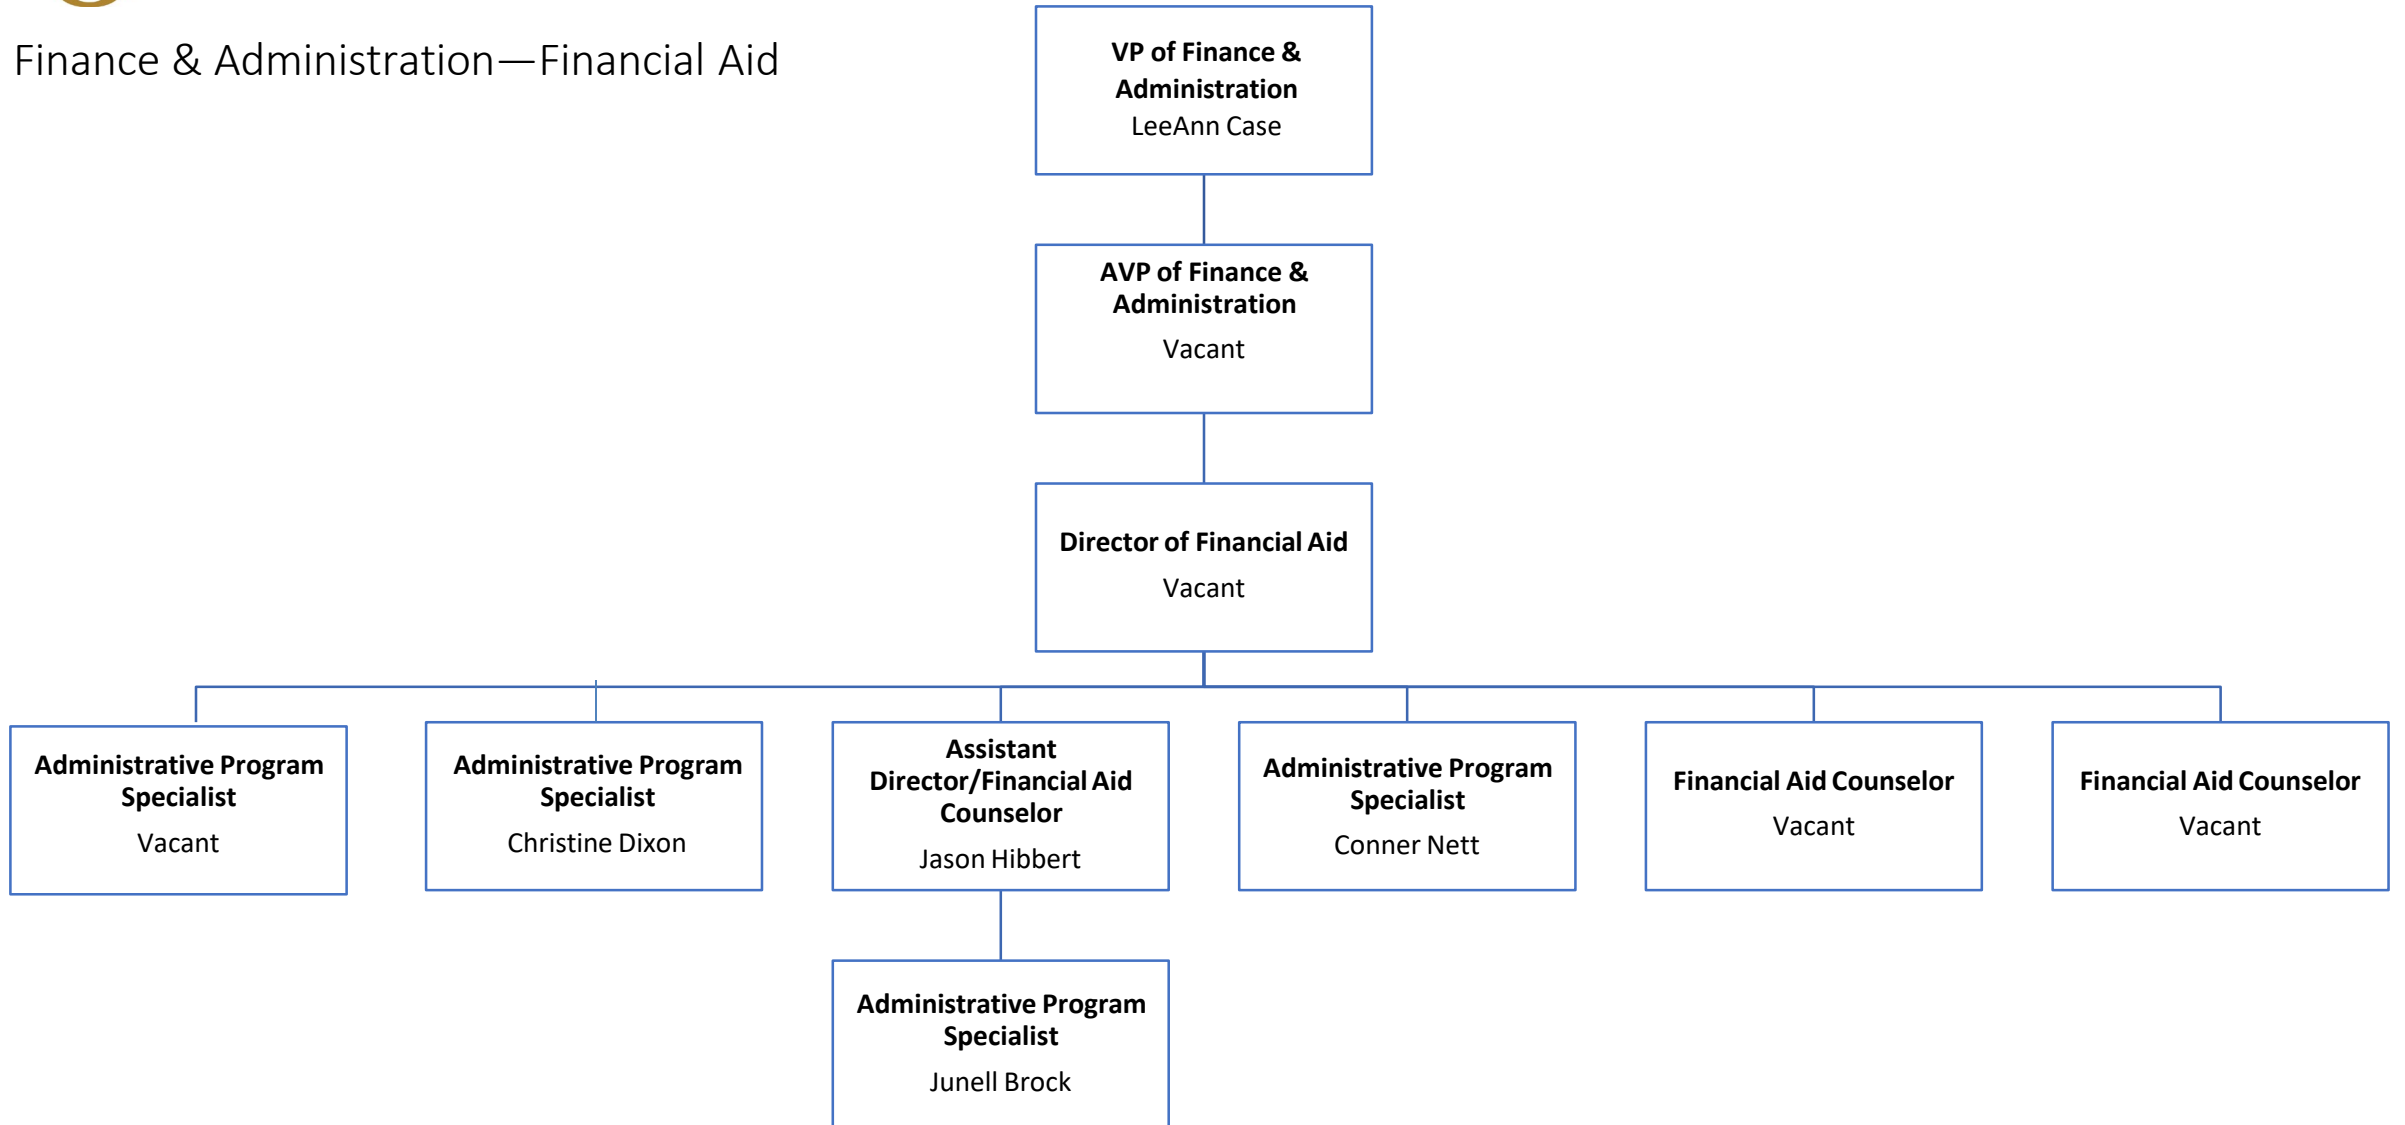 Finance & Administration—Financial Aid
VP of Finance &
Administration
LeeAnn Case
AVP of Finance &
Administration
Vacant
Director of Financial Aid
Vacant
Administrative Program
Specialist
Vacant
Administrative Program
Specialist
Christine Dixon
Assistant
Director/Financial Aid
Counselor
Jason Hibbert
Administrative Program
Specialist
Conner Nett
Financial Aid Counselor
Vacant
Financial Aid Counselor
Vacant
Administrative Program
Specialist
Junell Brock